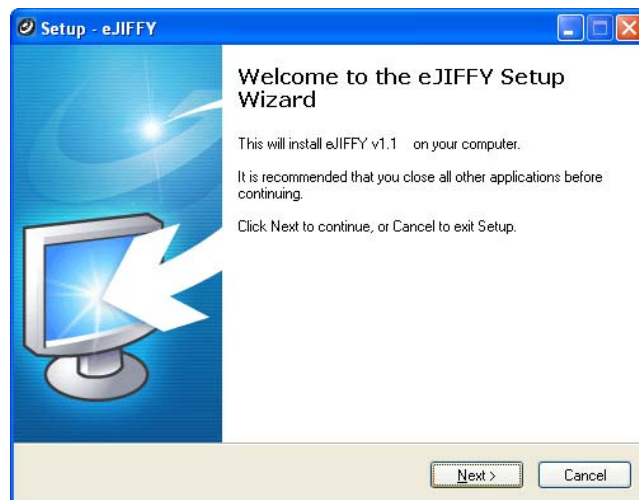 Setup - eJIFFY
Welcome to the eJIFFY Setup
Wizard
This will install eJIFFY v1.1 on your computer.
It is recommended that you close all other applications before
continuing.
Click Next to continue, or Cancel to exit Setup.
Next > Cancel